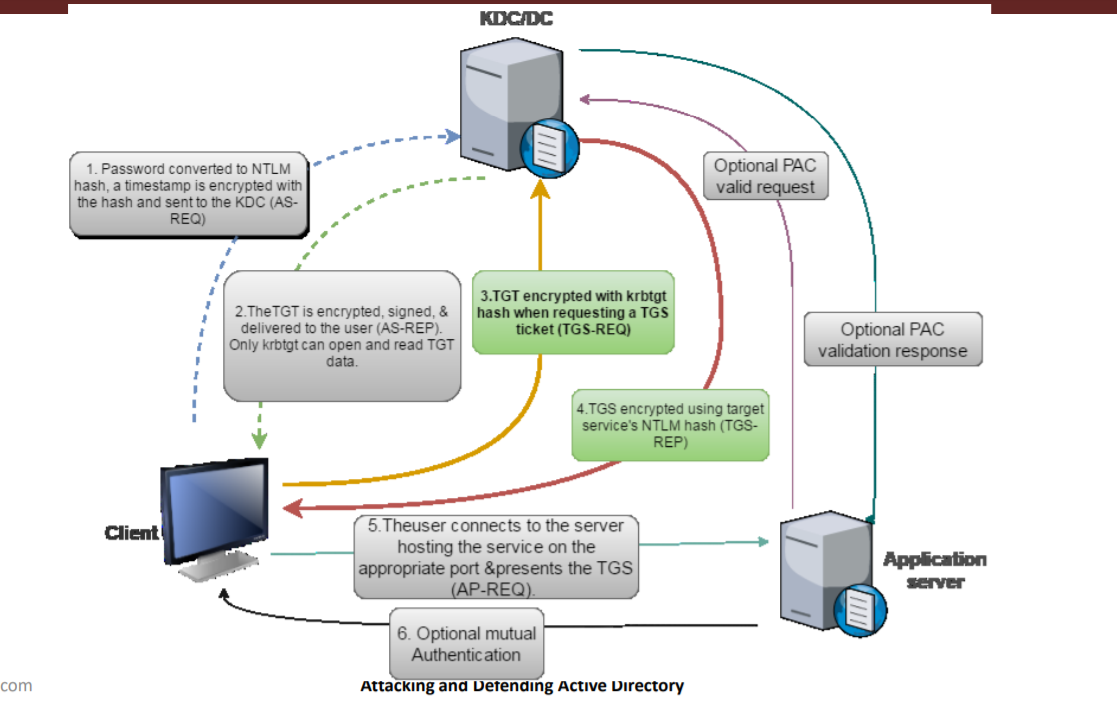 KDC/DC
1. Password converted to NTLM
hash, a timestamp is encrypted with
the hash and sent to the KDC (AS-
REQ)
Optional PAC
valid request
2.TheTGT is encrypted, signed, &
delivered to the user (AS-REP).
Only krbtgt can open and read TGT
data.
3.TGT encrypted with krbtgt
hash when requesting a TGS
ticket (TGS-REQ)
Optional PAC
validation response
4.TGS encrypted using target
service's NTLM hash (TGS-
REP)
Client
5.Theuser connects to the server
hosting the service on the
appropriate port &presents the TGS
(AP-REQ).
Application
server
6. Optional mutual
Authentication
com
Attacking and Defending Active Directory